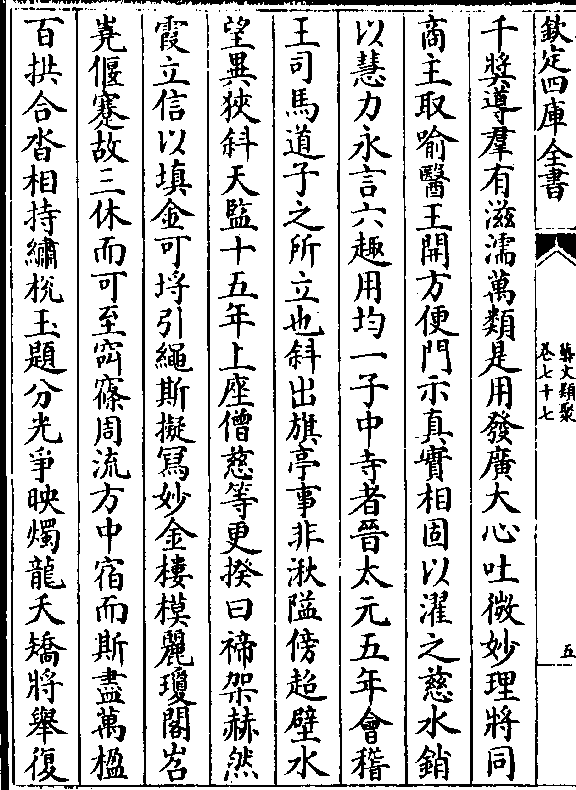 欽定四庫全書
藝文類聚
卷七十七
五
千奬導羣有滋濡萬類是用發廣大心吐微妙理將同
商主取喻醫王開方便門示真實相固以濯之慈水銷
以慧力永言六趣用均一子中寺者晉太元五年會稽
王司馬道子之所立也斜出旗亭事非湫隘傍超壁水
望異狹斜天監十五年上座僧慈等更揆日禘架赫然
霞立信以填金可埒引繩斯擬冩妙金棲模麗瓊閣岧
嶤偃蹇故三休而可至窈窱周流方中宿而斯盡萬楹
百拱合沓相持繡栭玉題分光爭映燭龍夭矯將舉復